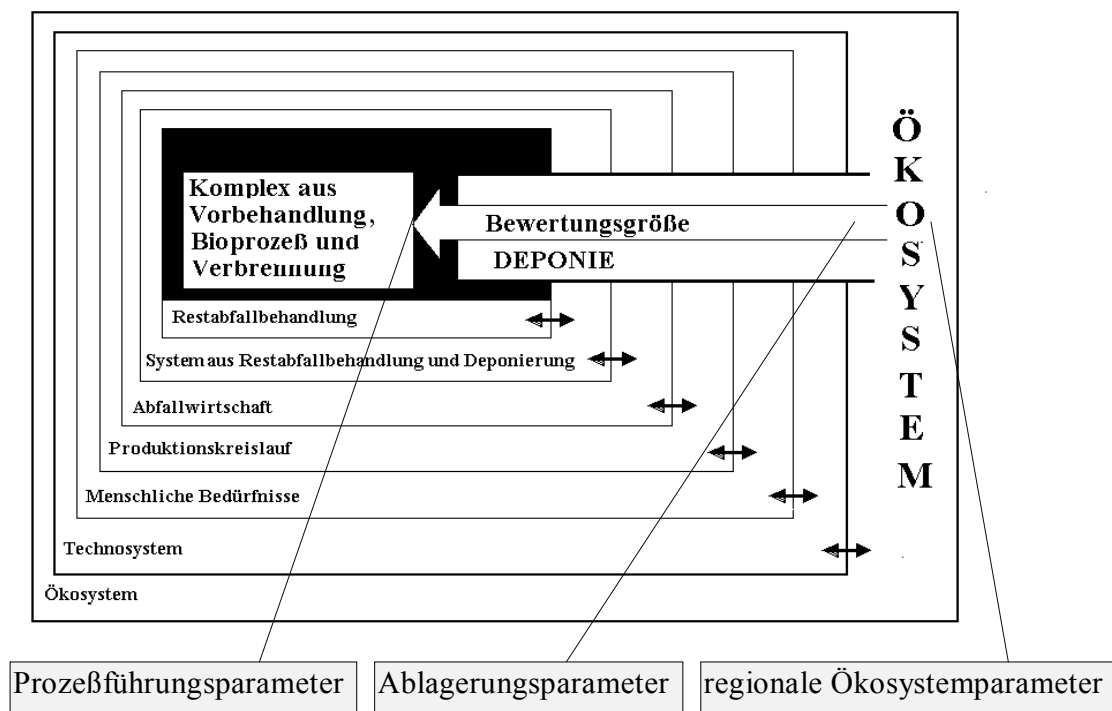 Komplex aus
Vorbehandlung,
Bioprozeß und
Verbrennung
Bewertungsgröße
DEPONIE
Restabfallbehandlung
System aus Restabfallbehandlung und Deponierung
Abfallwirtschaft
Produktionskreislauf
Menschliche Bedürfnisse
Technosystem
Ökosystem
Ö
K
O
S
Y
S
T
E
M
Prozeßführungsparameter
Ablagerungsparameter
regionale Ökosystemparameter